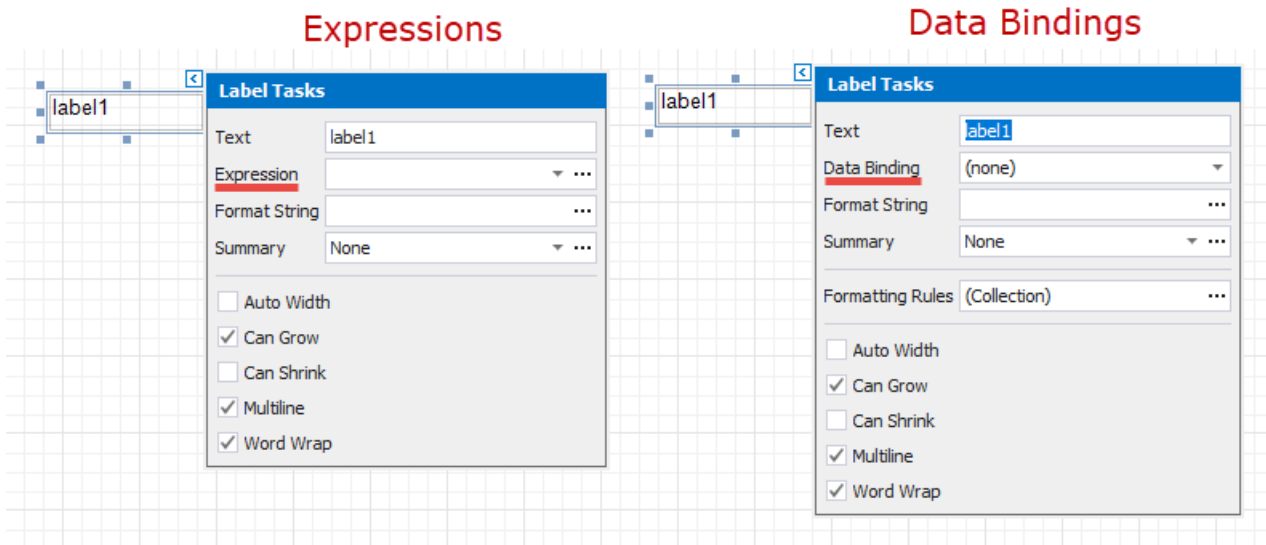 Expressions
label1
Label Tasks
Text label1
Expression
Format String
Summary None
Auto Width
Can Grow
Can Shrink
Multiline
Word Wrap
Data Bindings
label1
Label Tasks
Text label1
Data Binding (none)
Format String
Summary None
Formatting Rules (Collection)
Auto Width
Can Grow
Can Shrink
Multiline
Word Wrap